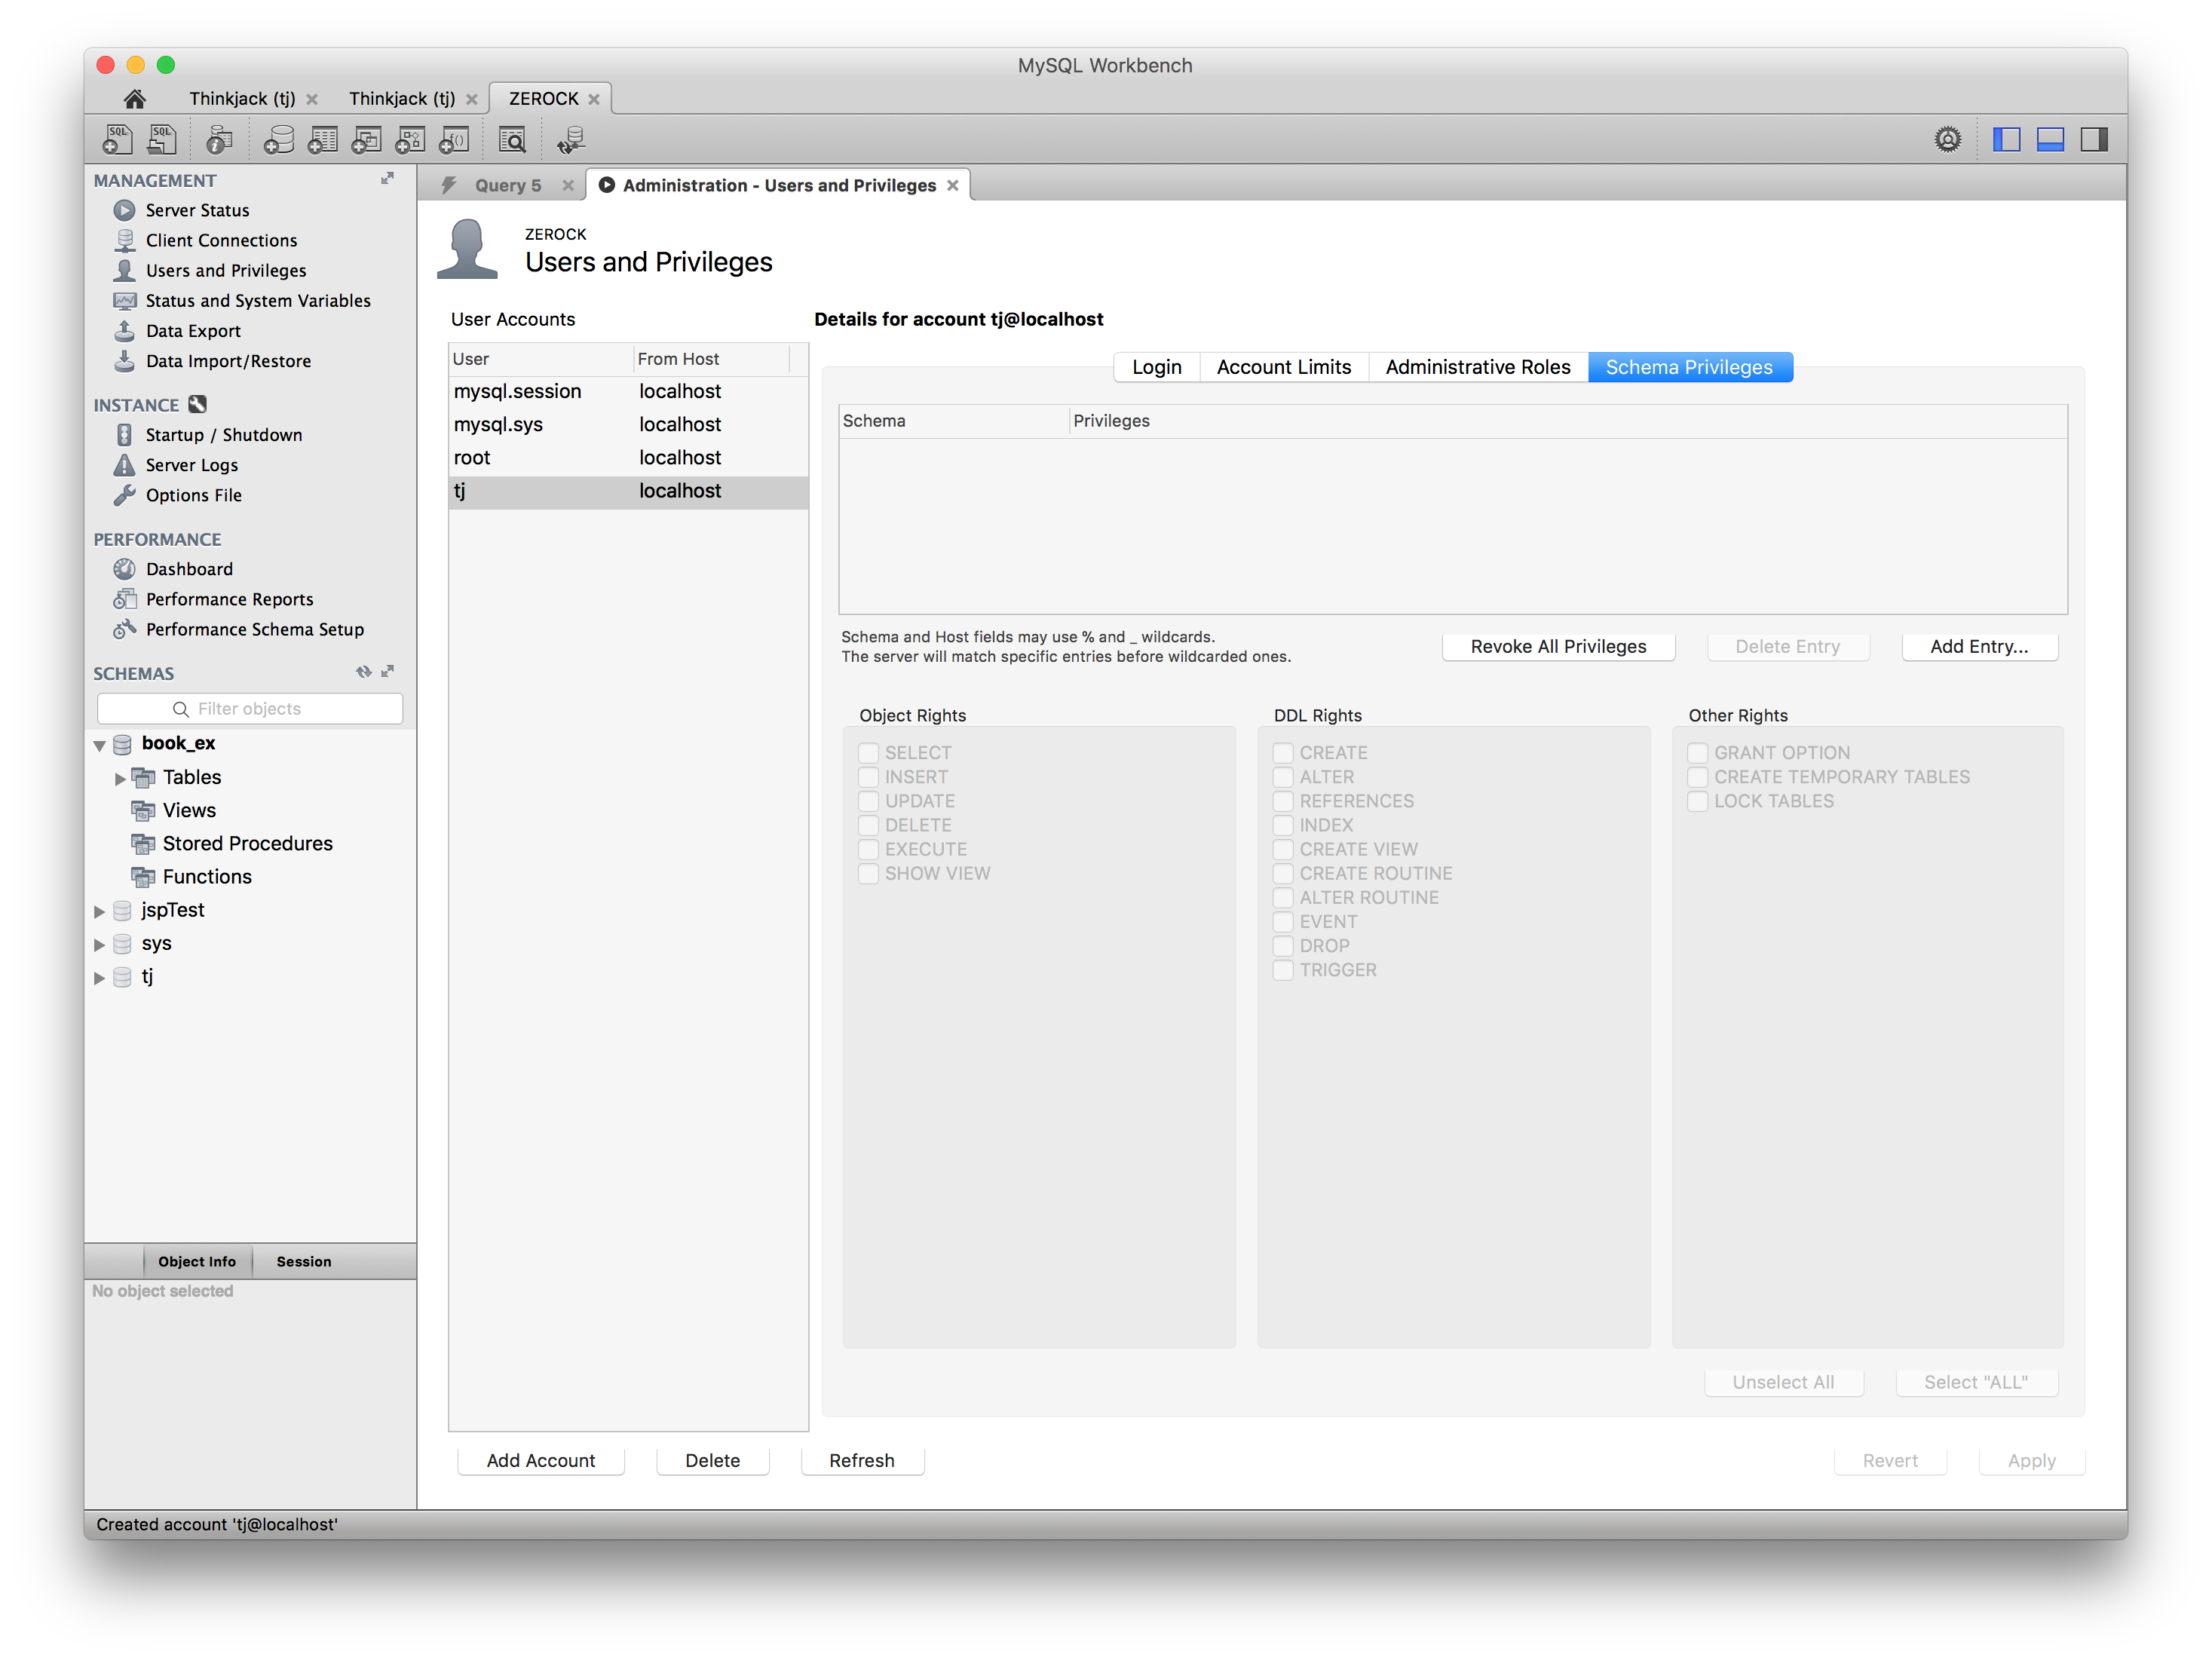 MySQL Workbench
Thinkjack (tj)
Thinkjack (tj)
ZEROCK
SQL
SQL
MANAGEMENT
Server Status
Client Connections
Users and Privileges
Status and System Variables
Data Export
Data Import/Restore
INSTANCE
Startup / Shutdown
Server Logs
Options File
PERFORMANCE
Dashboard
Performance Reports
Performance Schema Setup
SCHEMAS
Filter objects
book_ex
Tables
Views
Stored Procedures
Functions
jspTest
sys
tj
Object Info
Session
No object selected
Query 5
Administration - Users and Privileges
ZEROCK
Users and Privileges
User Accounts
User From Host
mysql.session localhost
mysql.sys localhost
root localhost
tj localhost
Add Account
Delete
Refresh
Details for account tj@localhost
Login
Account Limits
Administrative Roles
Schema Privileges
Schema Privileges
Schema and Host fields may use % and _ wildcards.
The server will match specific entries before wildcarded ones.
Revoke All Privileges
Delete Entry
Add Entry...
Object Rights
SELECT
INSERT
UPDATE
DELETE
EXECUTE
SHOW VIEW
DDL Rights
CREATE
ALTER
REFERENCES
INDEX
CREATE VIEW
CREATE ROUTINE
ALTER ROUTINE
EVENT
DROP
TRIGGER
Other Rights
GRANT OPTION
CREATE TEMPORARY TABLES
LOCK TABLES
Unselect All
Select "ALL"
Revert
Apply
Created account 'tj@localhost'